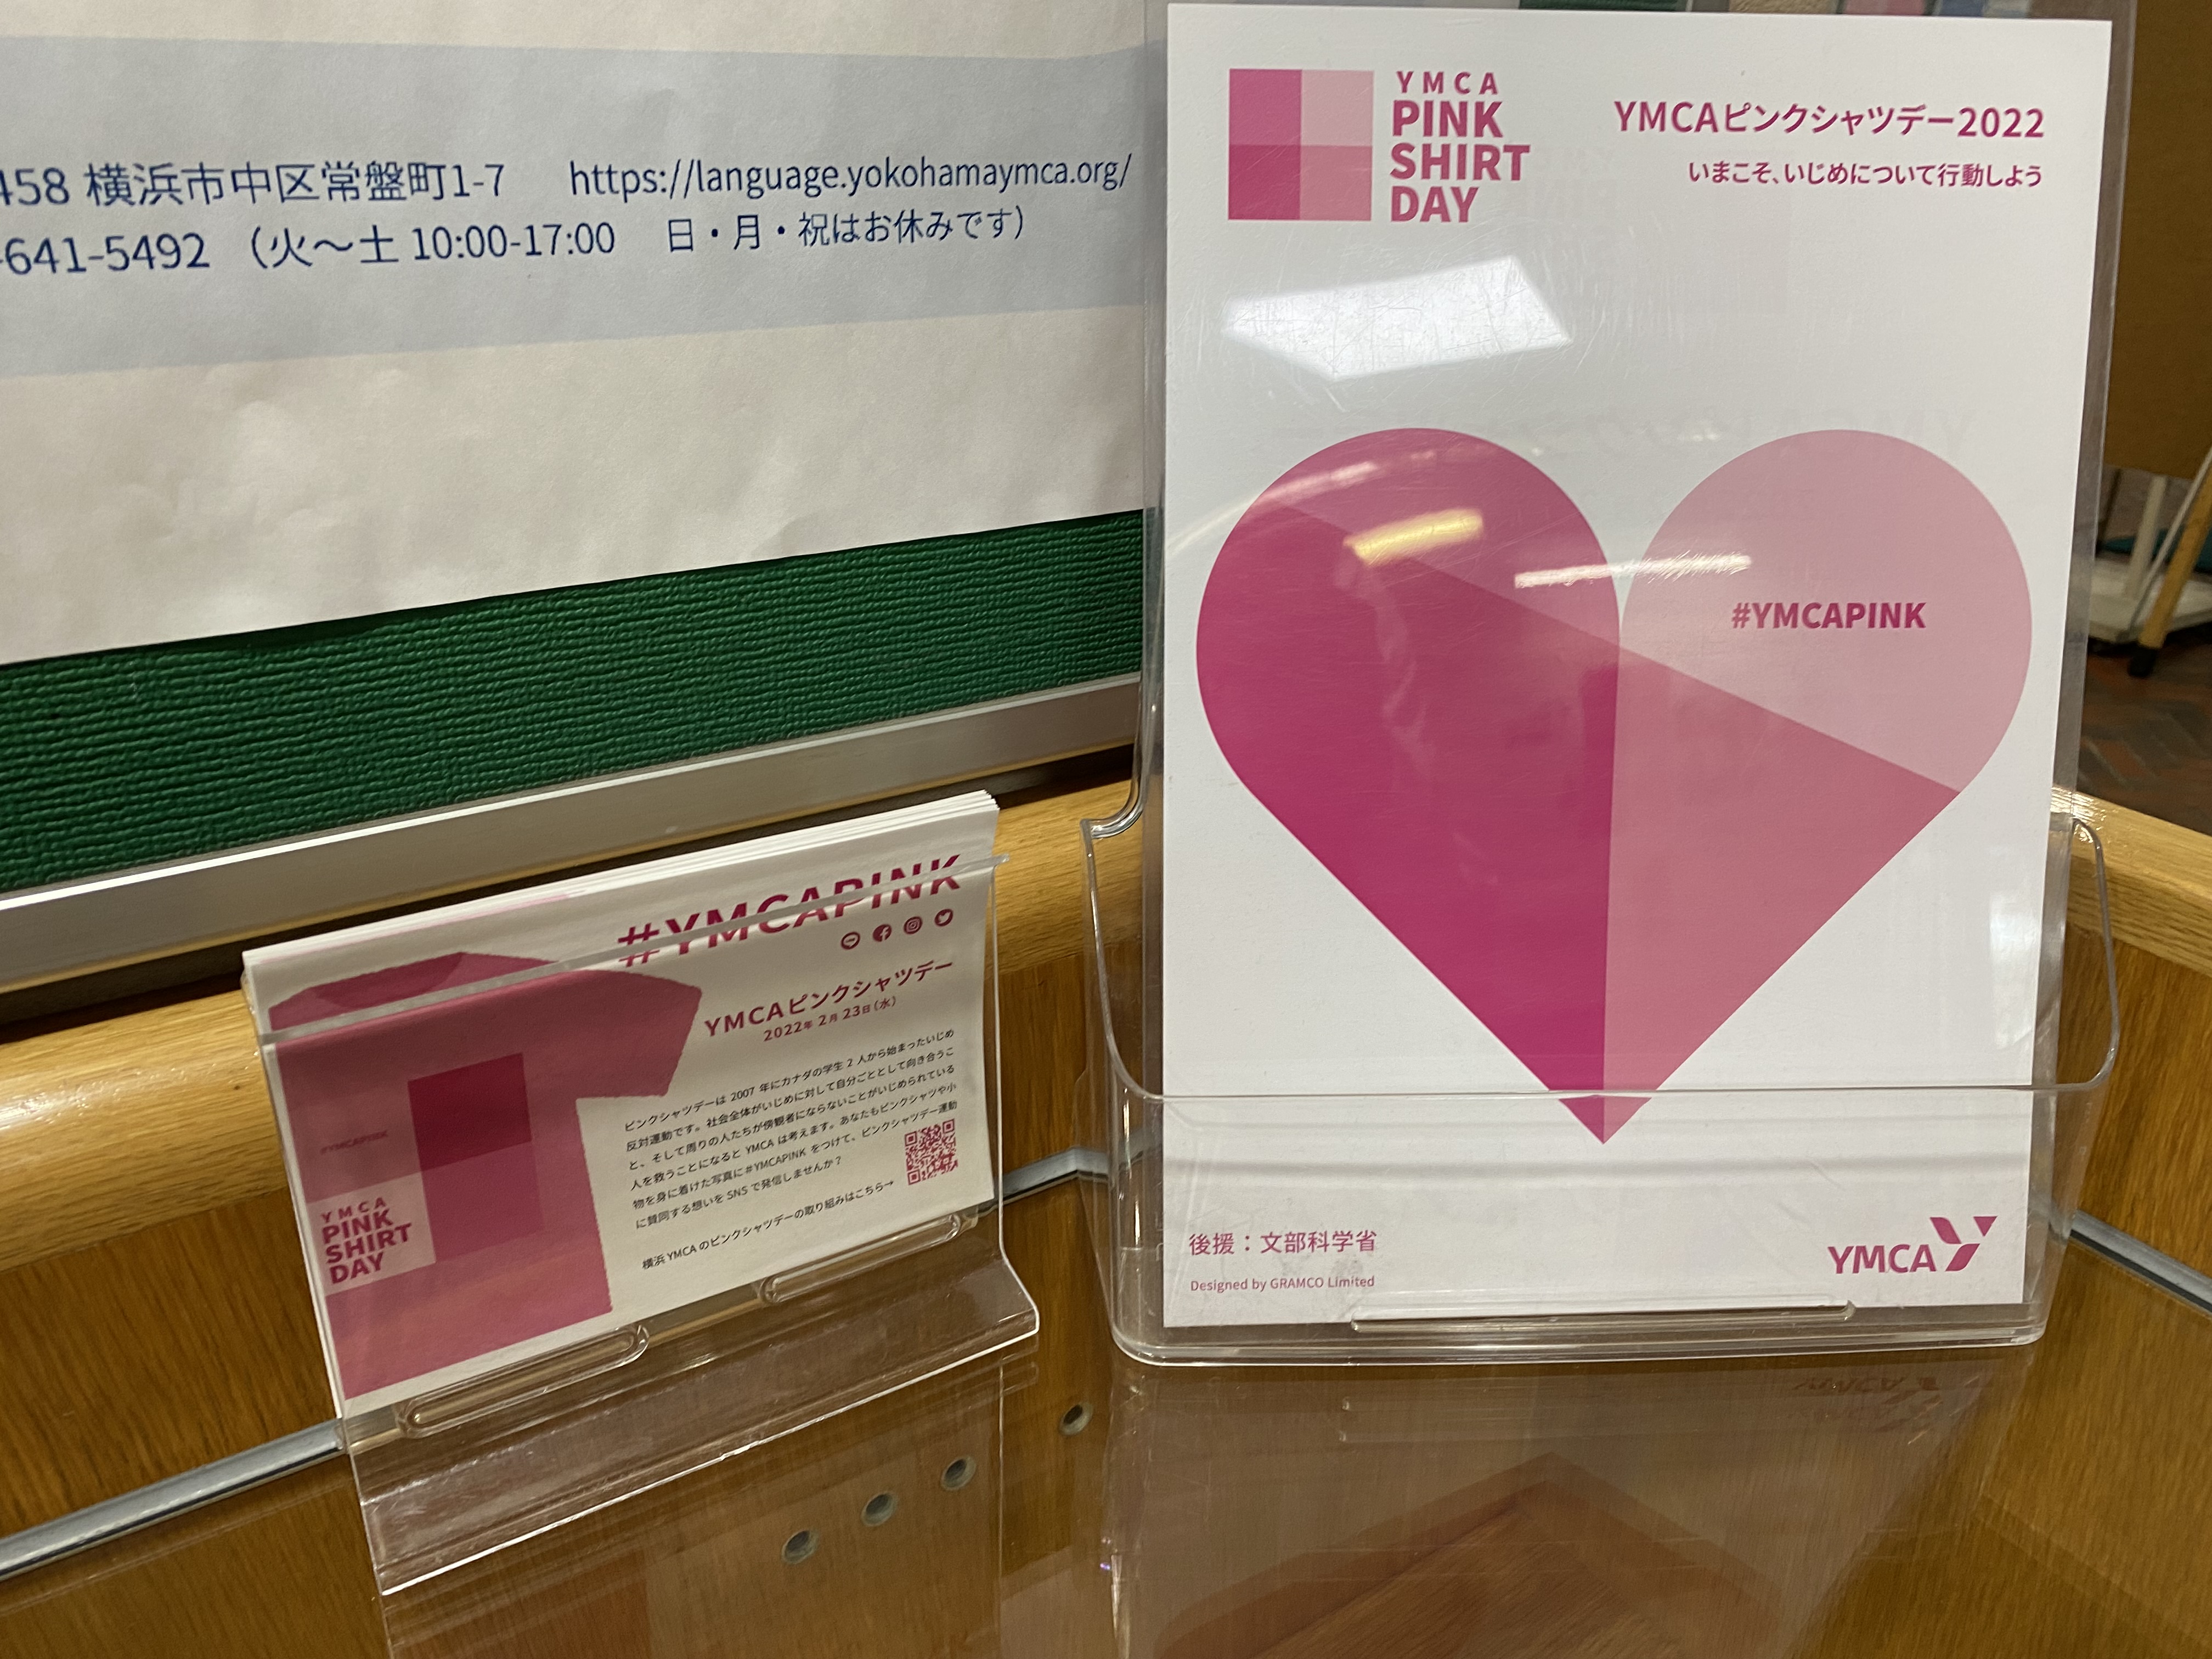 458 横浜市中区常盤町1-7 https://language.yokohamaymca.org/
-641-5492 (火〜土 10:00-17:00 日・月・祝はお休みです)
YMCA
PINK
SHIRT
DAY
YMCAピンクシャツデー2022
いまこそ、いじめについて行動しよう
#YMCAPINK
後援：文部科学省
Designed by GRAMCO Limited
YMCA
#YMCAPINK
YMCAピンクシャツデー
2022年 2月 23日（水）
ピンクシャツデーは 2007 年にカナダの学生 2 人から始まったいじめ
反対運動です。社会全体がいじめに対して自分ごととして向き合うこ
と、そして周りの人たちが傍観者にならないことがいじめられている
人を救うことになると YMCA は考えます。あなたもピンクシャツや小
物を身に着けた写真に#YMCAPINK をつけて、ピンクシャツデー運動
に賛同する想いを SNS で発信しませんか？
横浜 YMCA のピンクシャツデーの取り組みはこちら→
#YMCAPINK
YMCA
PINK
SHIRT
DAY